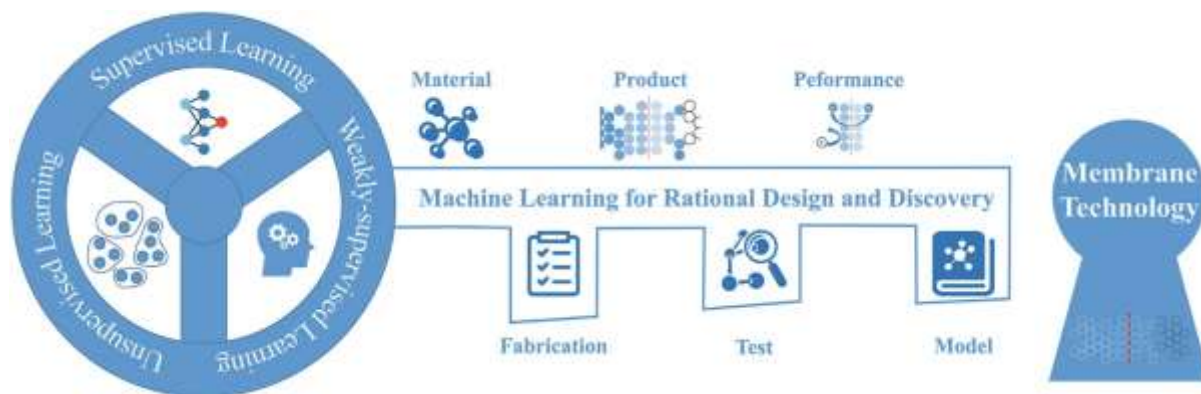 Supervised Learning
Unsupervised Learning
Weakly-supervised Learning
Material
Product
Peformance
Machine Learning for Rational Design and Discovery
Fabrication
Test
Model
Membrane
Technology